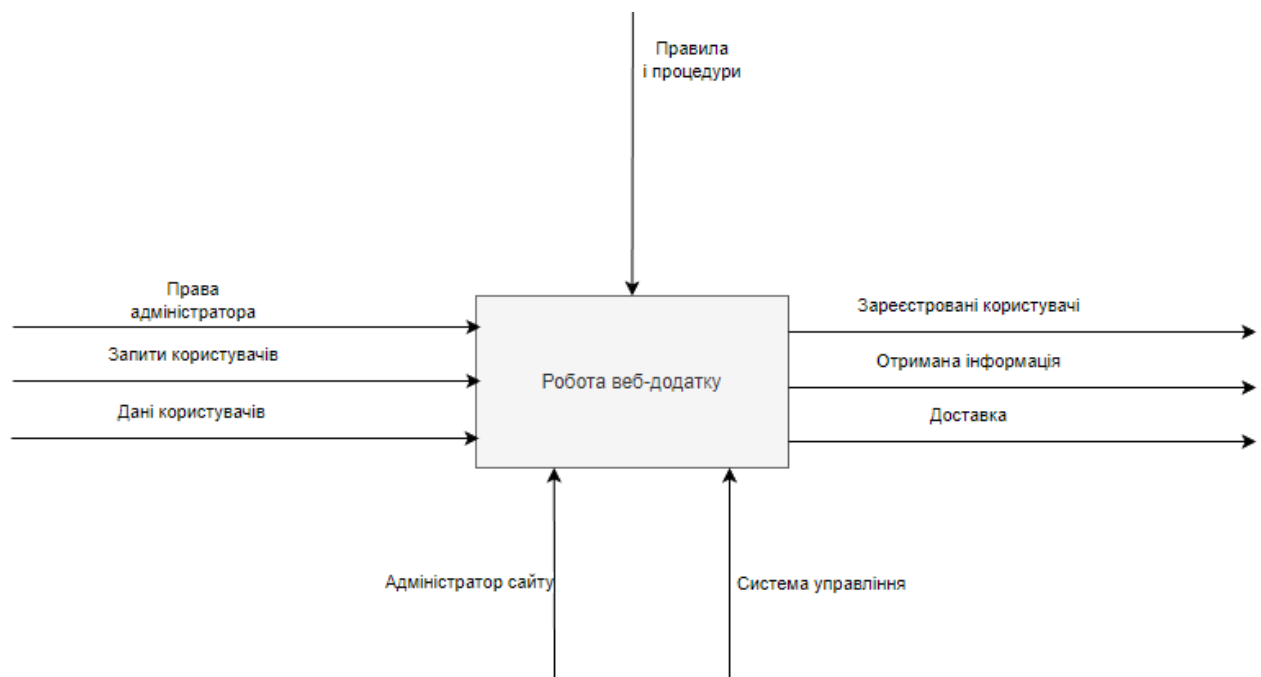 Правила
і процедури
Права
адміністратора
Запити користувачів
Дані користувачів
Робота веб-додатку
Зареєстровані користувачі
Отримана інформація
Доставка
Адміністратор сайту
Система управління